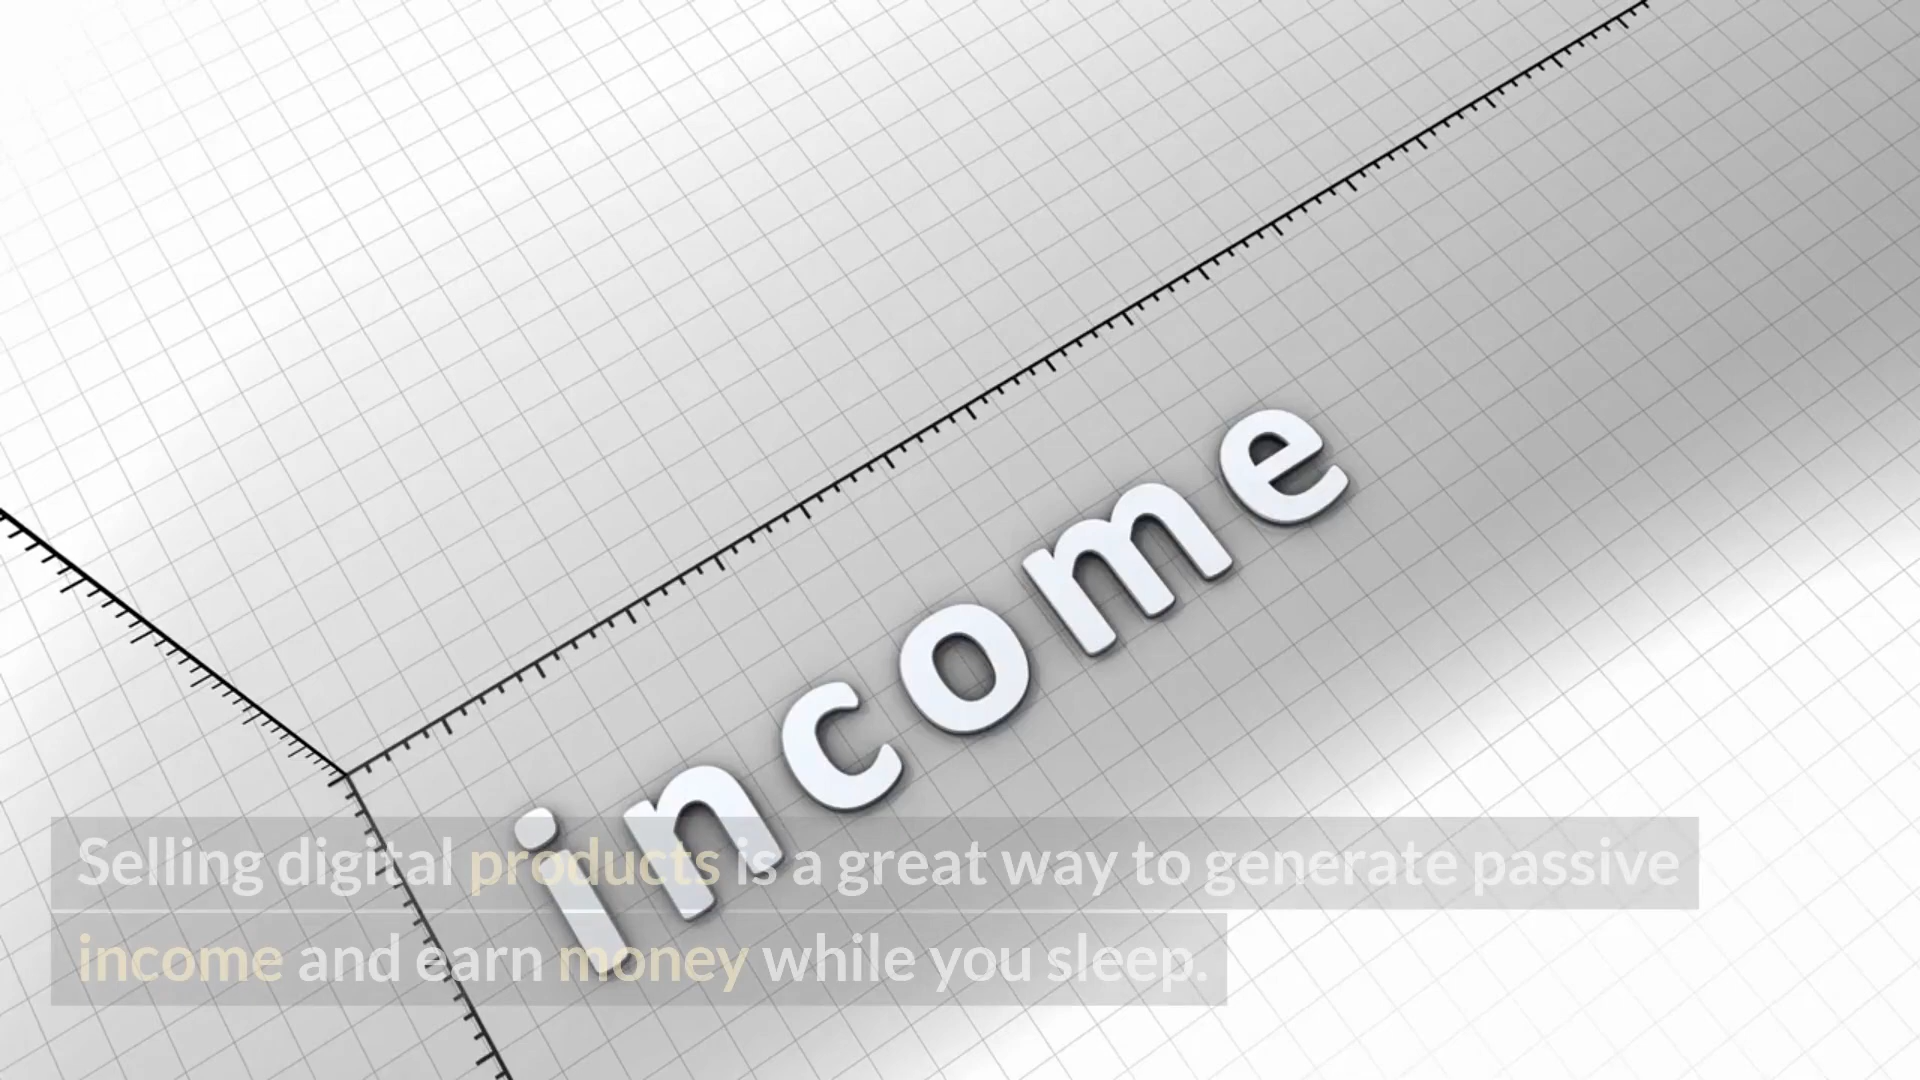 income
Selling digital products is a great way to generate passive
income and earn money while you sleep.